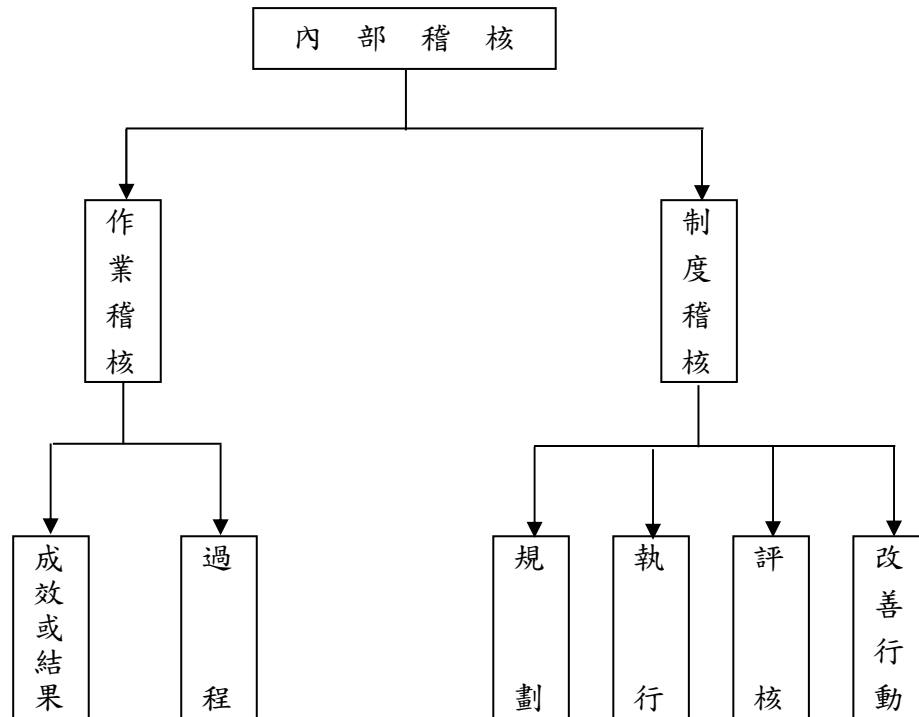 內部稽核
作業稽核
制度稽核
成效或結果
過程
規劃
執行
評核
改善行動